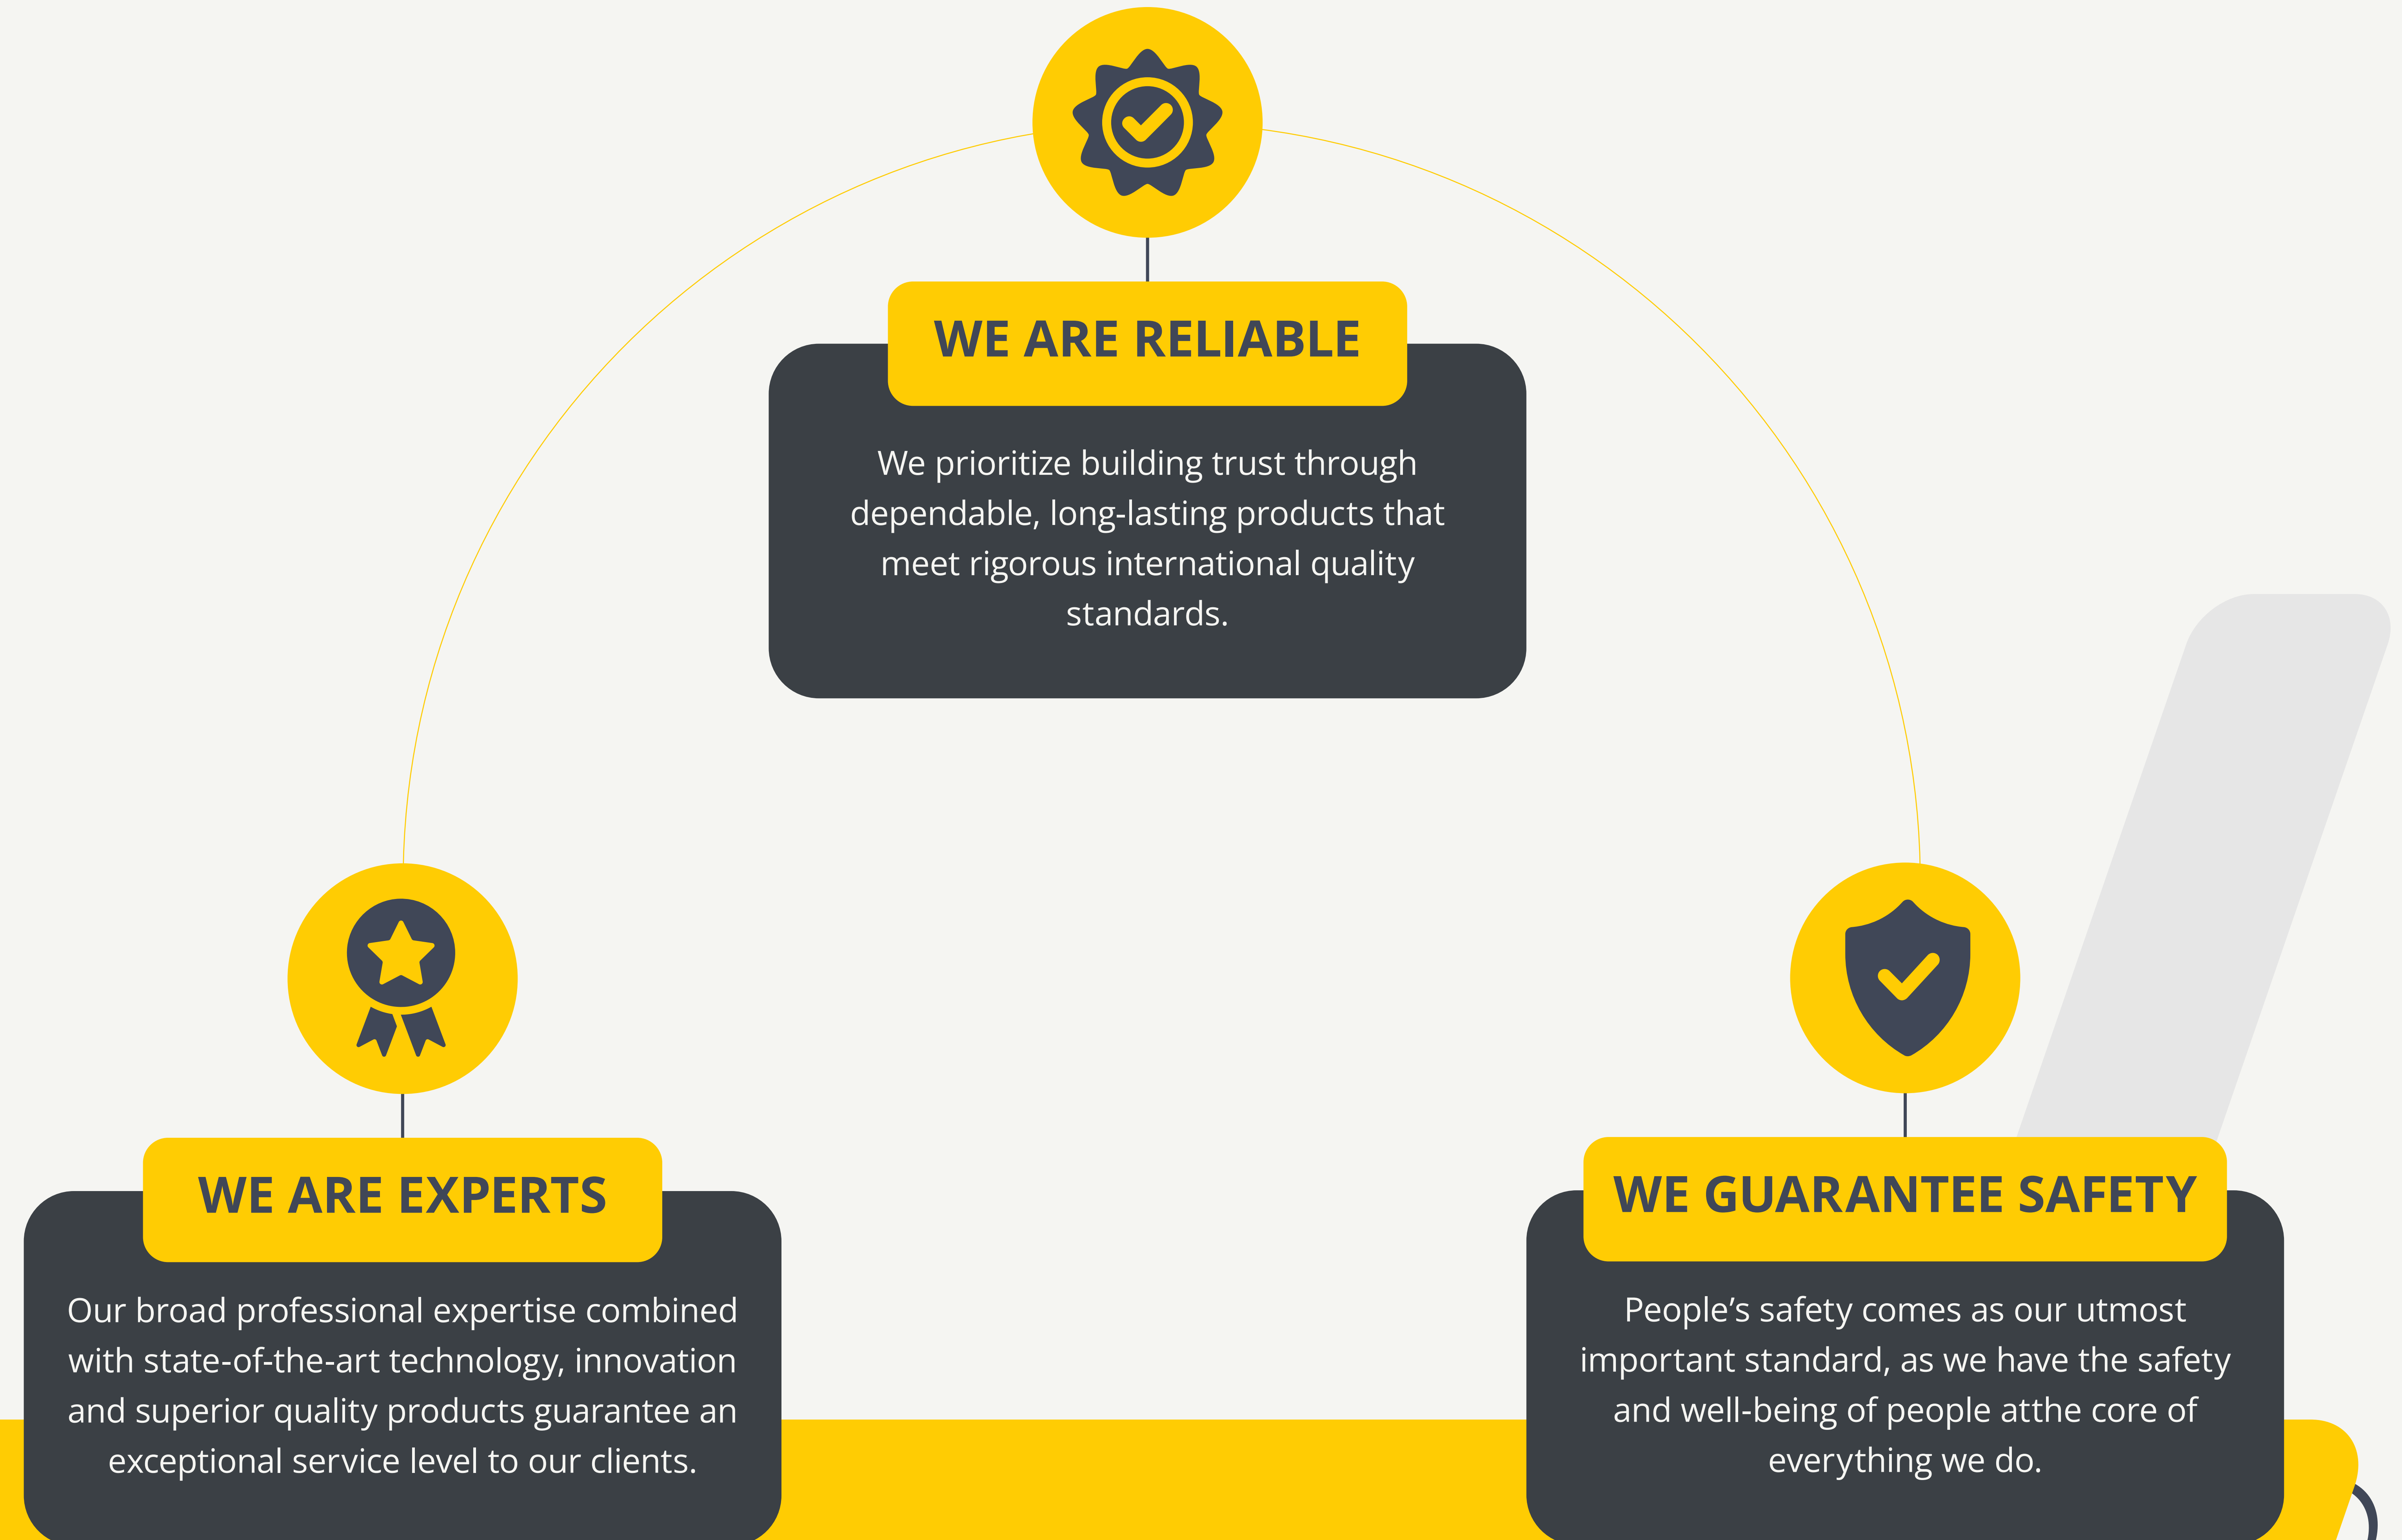 WE ARE RELIABLE
We prioritize building trust through
dependable, long-lasting products that
meet rigorous international quality
standards.
WE ARE EXPERTS
Our broad professional expertise combined
with state-of-the-art technology, innovation
and superior quality products guarantee an
exceptional service level to our clients.
WE GUARANTEE SAFETY
People’s safety comes as our utmost
important standard, as we have the safety
and well-being of people atthe core of
everything we do.